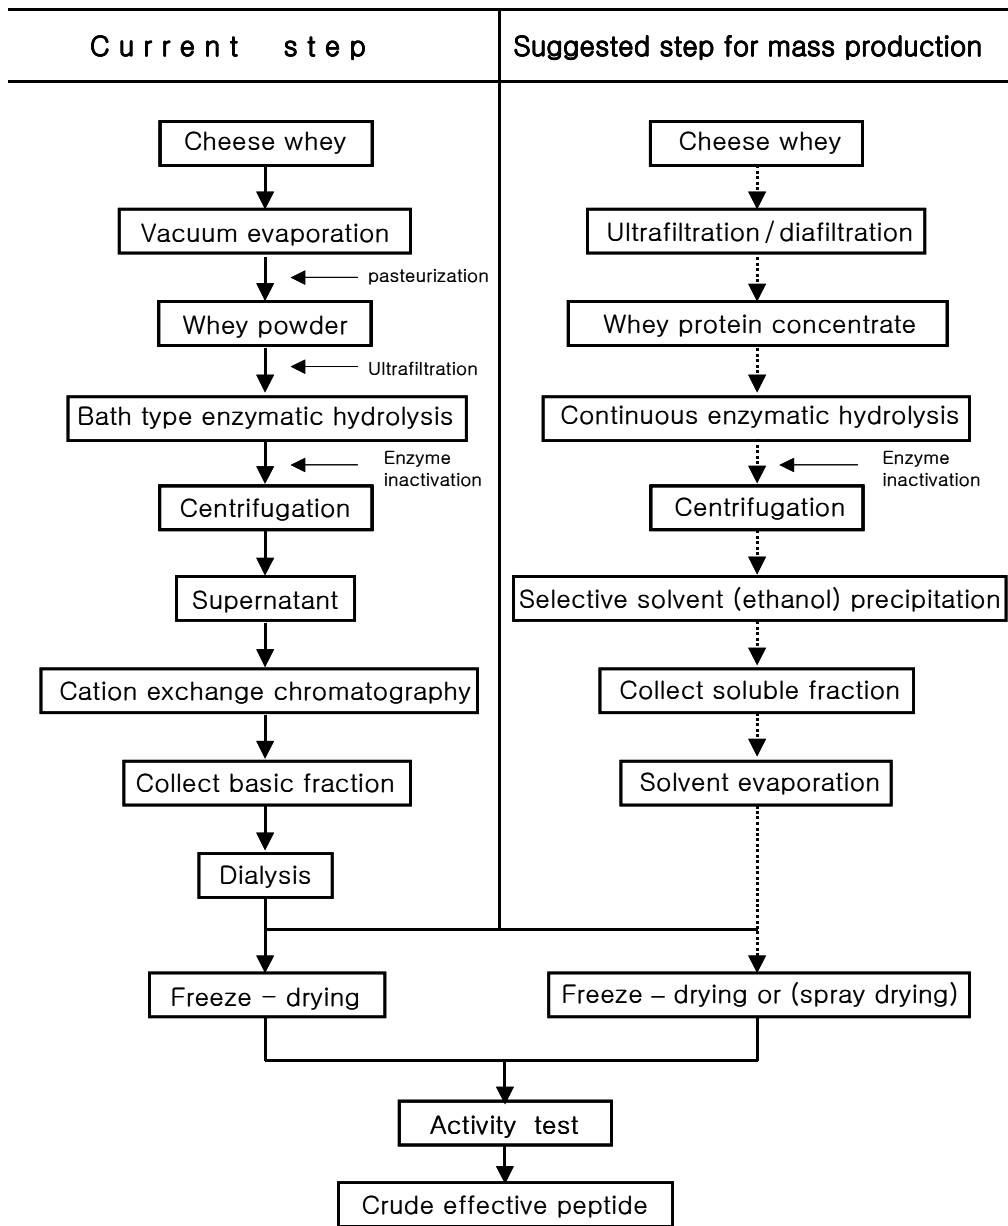 Current step
Suggested step for mass production
Cheese whey
Vacuum evaporation
pasteurization
Whey powder
Ultrafiltration
Bath type enzymatic hydrolysis
Enzyme
inactivation
Centrifugation
Supernatant
Cation exchange chromatography
Collect basic fraction
Dialysis
Freeze – drying
Cheese whey
Ultrafiltration / diafiltration
Whey protein concentrate
Continuous enzymatic hydrolysis
Enzyme
inactivation
Centrifugation
Selective solvent (ethanol) precipitation
Collect soluble fraction
Solvent evaporation
Freeze – drying or (spray drying)
Activity test
Crude effective peptide